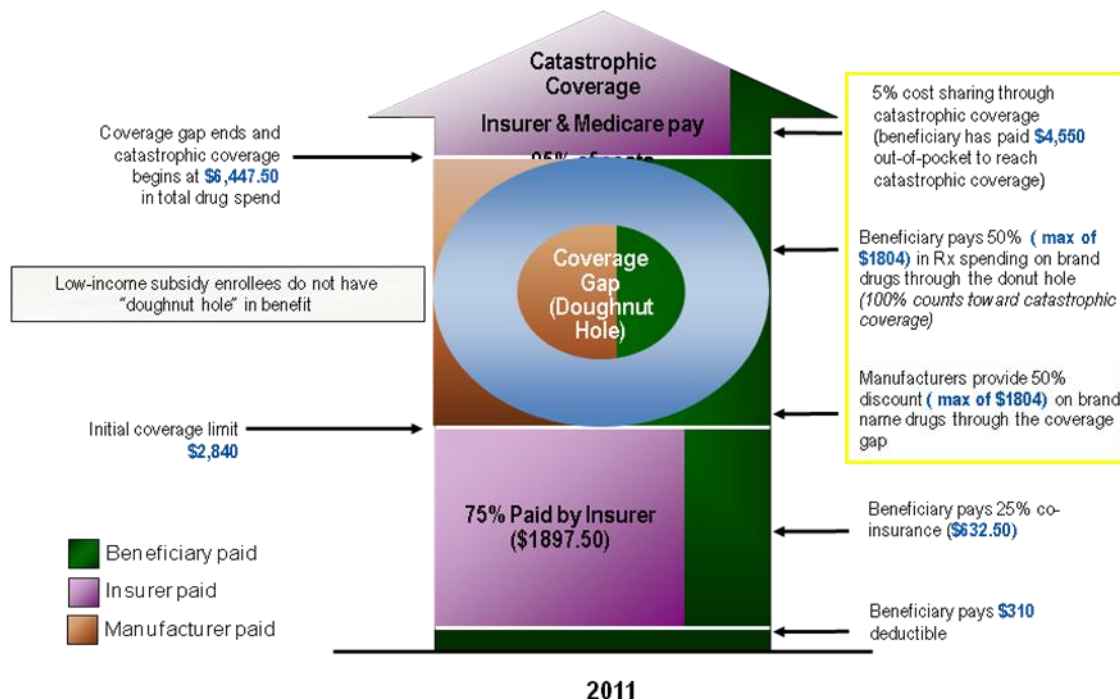 Catastrophic
Coverage
Insurer & Medicare pay
95% of costs
Coverage gap ends and
catastrophic coverage
begins at $6,447.50
in total drug spend
Low-income subsidy enrollees do not have
“doughnut hole” in benefit
Coverage
Gap
(Doughnut
Hole)
Initial coverage limit
$2,840
75% Paid by Insurer
($1897.50)
Beneficiary paid
Insurer paid
Manufacturer paid
5% cost sharing through
catastrophic coverage
(beneficiary has paid $4,550
out-of-pocket to reach
catastrophic coverage)
Beneficiary pays 50% ( max of
$1804) in Rx spending on brand
drugs through the donut hole
(100% counts toward catastrophic
coverage)
Manufacturers provide 50%
discount ( max of $1804) on brand
name drugs through the coverage
gap
Beneficiary pays 25% co-
insurance ($632.50)
Beneficiary pays $310
deductible
2011